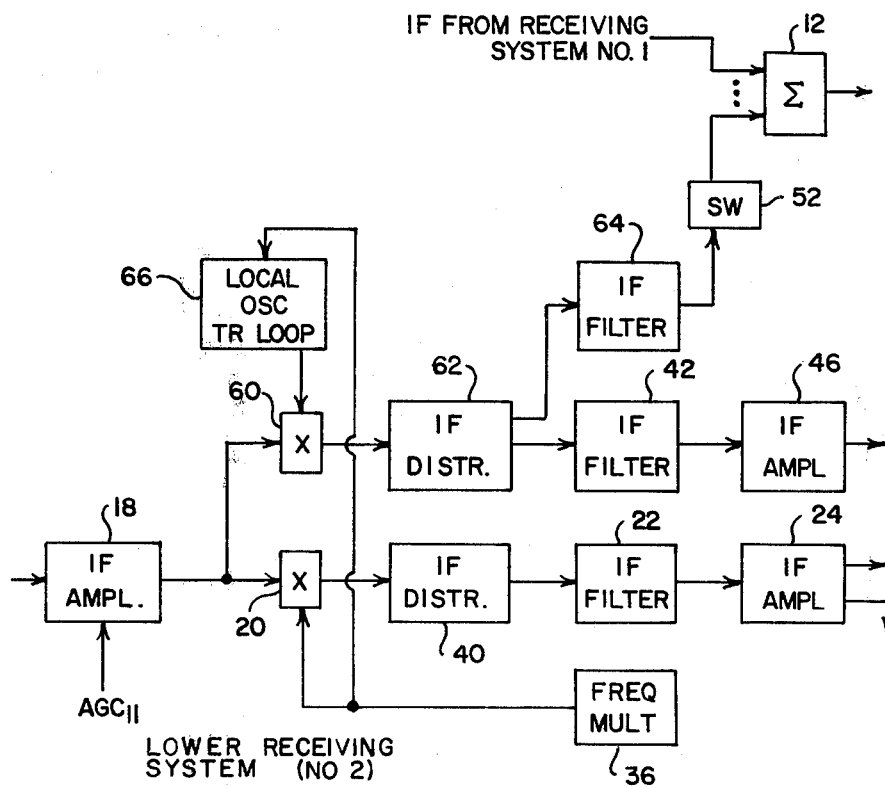 IF FROM RECEIVING
SYSTEM NO. 1
12
Σ
SW
52
64
IF
FILTER
66
LOCAL
OSC
TR LOOP
60
X
62
IF
DISTR.
42
IF
FILTER
46
IF
AMPL
18
IF
AMPL.
X
20
IF
DISTR.
40
22
IF
FILTER
24
IF
AMPL
AGC11
FREQ
MULT
36
LOWER RECEIVING
SYSTEM (NO 2)